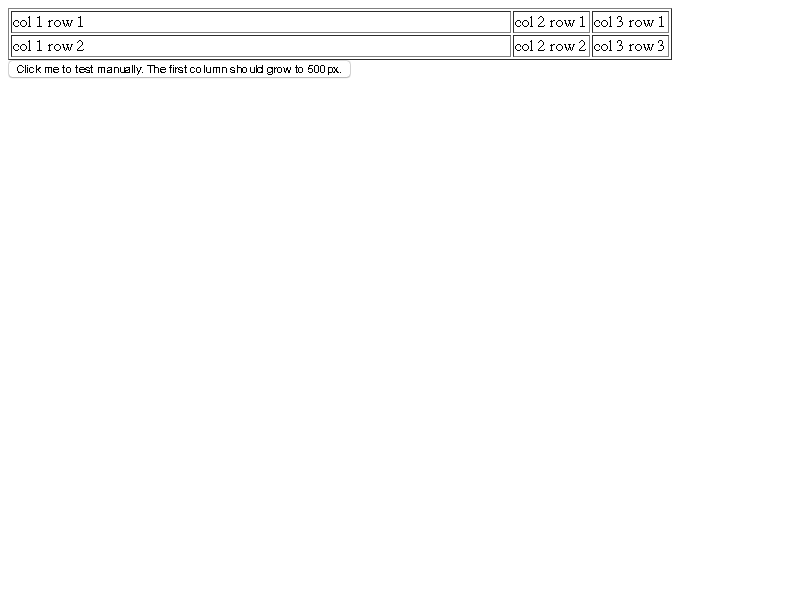 col 1 row 1 col 2 row 1 col 3 row 1
col 1 row 2 col 2 row 2 col 3 row 3
Click me to test manually. The first column should grow to 500px.